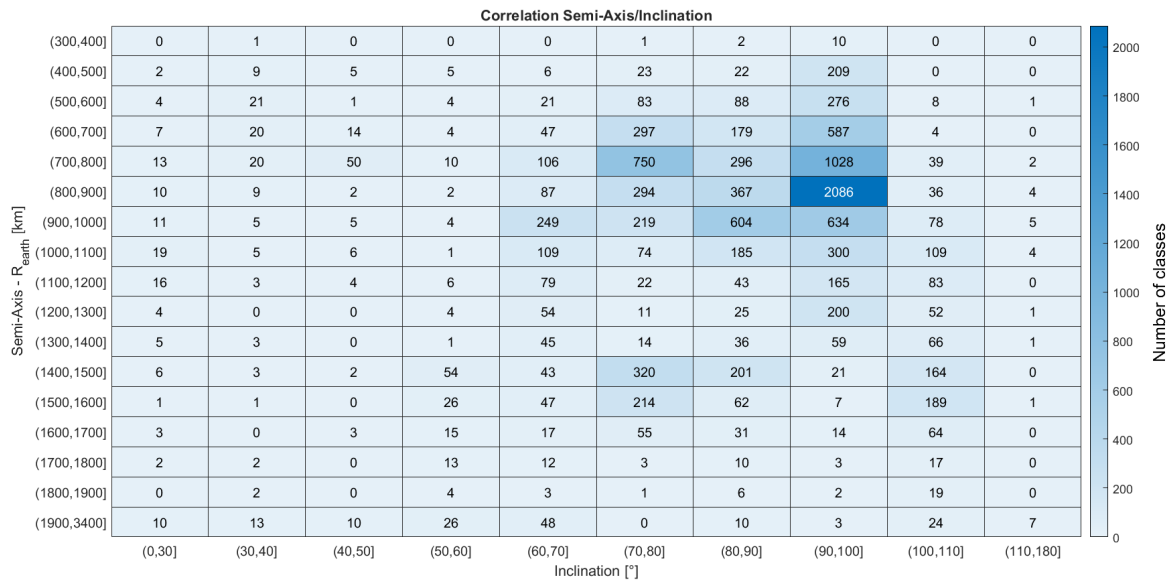 Correlation Semi-Axis/Inclination
(300,400] 0 1 0 0 0 1 2 10 0 0
(400,500] 2 9 5 5 6 23 22 209 0 0
(500,600] 4 21 1 4 21 83 88 276 8 1
(600,700] 7 20 14 4 47 297 179 587 4 0
(700,800] 13 20 50 10 106 750 296 1028 39 2
(800,900] 10 9 2 2 87 294 367 2086 36 4
(900,1000] 11 5 5 4 249 219 604 634 78 5
(1000,1100] 19 5 6 1 109 74 185 300 109 4
(1100,1200] 16 3 4 6 79 22 43 165 83 0
(1200,1300] 4 0 0 4 54 11 25 200 52 1
(1300,1400] 5 3 0 1 45 14 36 59 66 1
(1400,1500] 6 3 2 54 43 320 201 21 164 0
(1500,1600] 1 1 0 26 47 214 62 7 189 1
(1600,1700] 3 0 3 15 17 55 31 14 64 0
(1700,1800] 2 2 0 13 12 3 10 3 17 0
(1800,1900] 0 2 0 4 3 1 6 2 19 0
(1900,3400] 10 13 10 26 48 0 10 3 24 7
(0,30] (30,40] (40,50] (50,60] (60,70] (70,80] (80,90] (90,100] (100,110] (110,180]
Inclination [°]
Semi-Axis - R_earth [km]
2000
1800
1600
1400
1200
1000
800
600
400
200
0
Number of classes